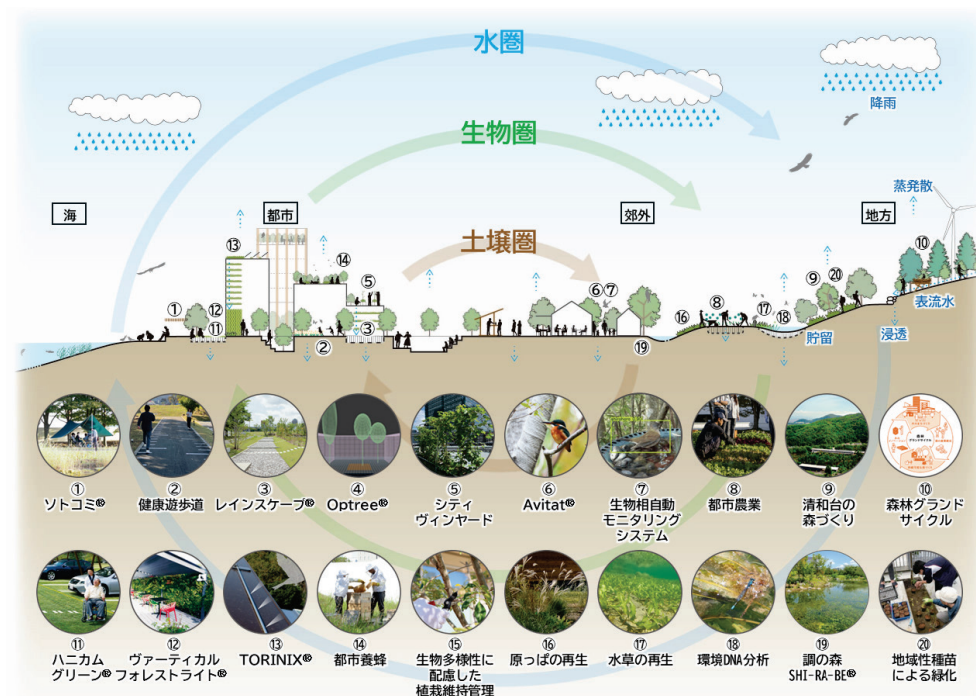 水圏
降雨
生物圏
蒸発散
海
都市
郊外
地方
土壌圏
⑬
⑭
⑤
⑩
⑨
⑳
⑥⑦
①
⑫
⑧
⑰
⑯
⑱
表流水
⑪
③
貯留
浸透
②
⑲
①
ソトコミ®
②
健康遊歩道
③
レインスケープ®
④
Optree®
⑤
シティ
ヴィンヤード
⑥
Avitat®
⑦
生物相自動
モニタリング
システム
⑧
都市農業
⑨
清和台の
森づくり
⑩
森林グランド
サイクル
⑪
ハニカム
グリーン®
⑫
ヴァーティカル
フォレストライト®
⑬
TORINIX®
⑭
都市養蜂
⑮
生物多様性に
配慮した
植栽維持管理
⑯
原っぱの再生
⑰
水草の再生
⑱
環境DNA分析
⑲
調の森
SHI-RA-BE®
⑳
地域性種苗
による緑化